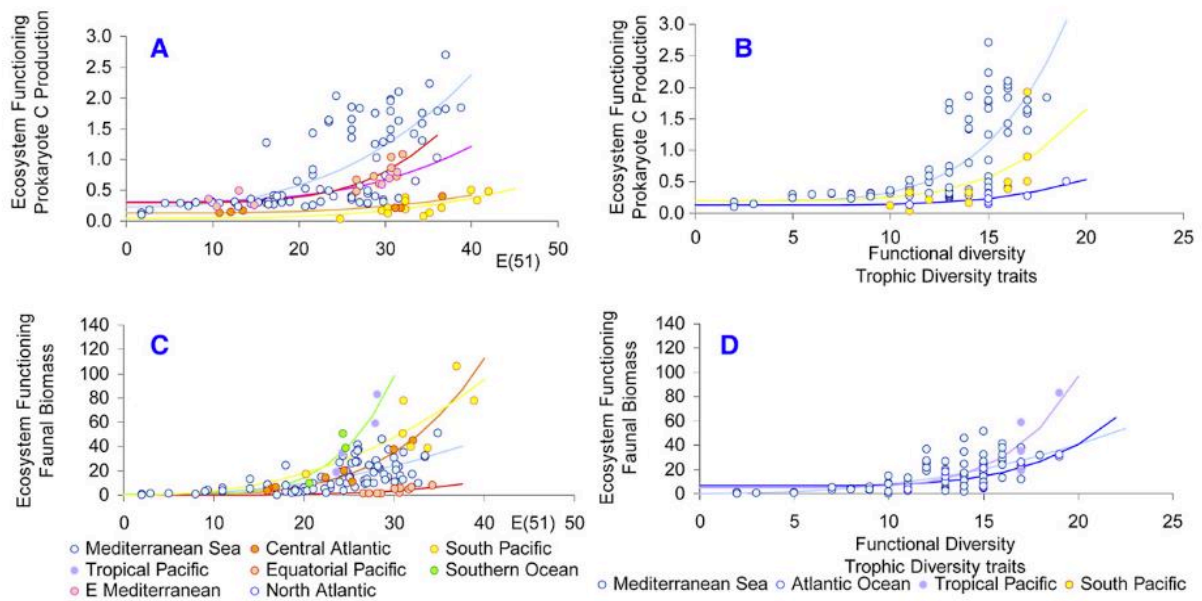 A
Ecosystem Functioning
Prokaryote C Production
3.0
2.5
2.0
1.5
1.0
0.5
0.0
0 10 20 30 40 50
E(51)
B
Ecosystem Functioning
Prokaryote C Production
3.0
2.5
2.0
1.5
1.0
0.5
0.0
0 5 10 15 20 25
Functional diversity
Trophic Diversity traits
C
Ecosystem Functioning
Faunal Biomass
140
120
100
80
60
40
20
0
0 10 20 30 40 50
E(51)
Mediterranean Sea Central Atlantic South Pacific
Tropical Pacific Equatorial Pacific Southern Ocean
E Mediterranean North Atlantic
D
Ecosystem Functioning
Faunal Biomass
140
120
100
80
60
40
20
0
0 5 10 15 20 25
Functional Diversity
Trophic Diversity traits
Mediterranean Sea Atlantic Ocean Tropical Pacific South Pacific